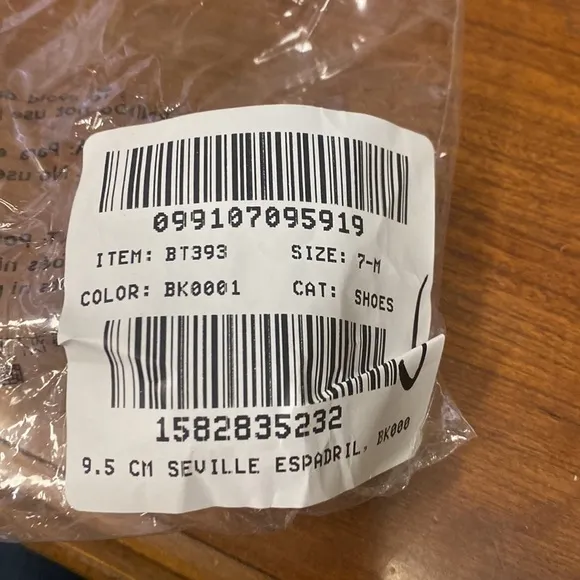 099107095919
ITEM: BT393 SIZE: 7-M
COLOR: BK0001 CAT: SHOES
1582835232
9.5 CM SEVILLE ESPADRIL, BK000